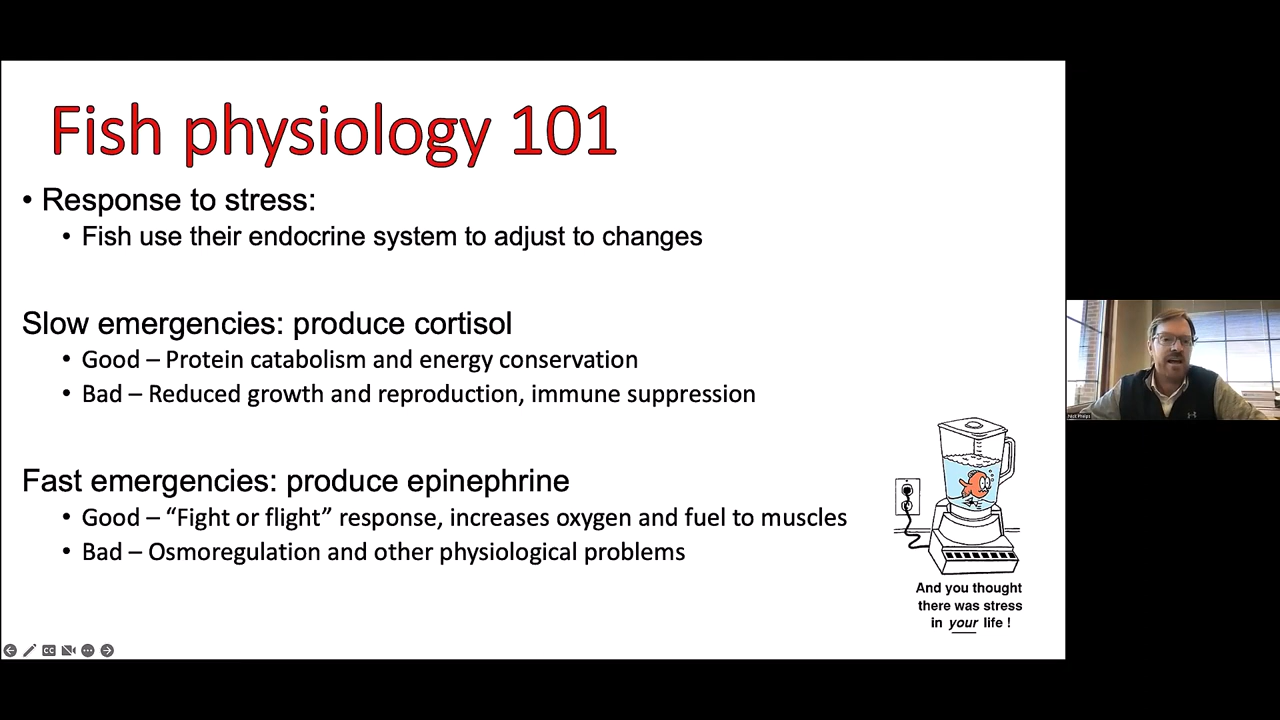 Fish physiology 101
• Response to stress:
• Fish use their endocrine system to adjust to changes
Slow emergencies: produce cortisol
• Good – Protein catabolism and energy conservation
• Bad – Reduced growth and reproduction, immune suppression
Fast emergencies: produce epinephrine
• Good – “Fight or flight” response, increases oxygen and fuel to muscles
• Bad – Osmoregulation and other physiological problems
And you thought
there was stress
in your life !
CC